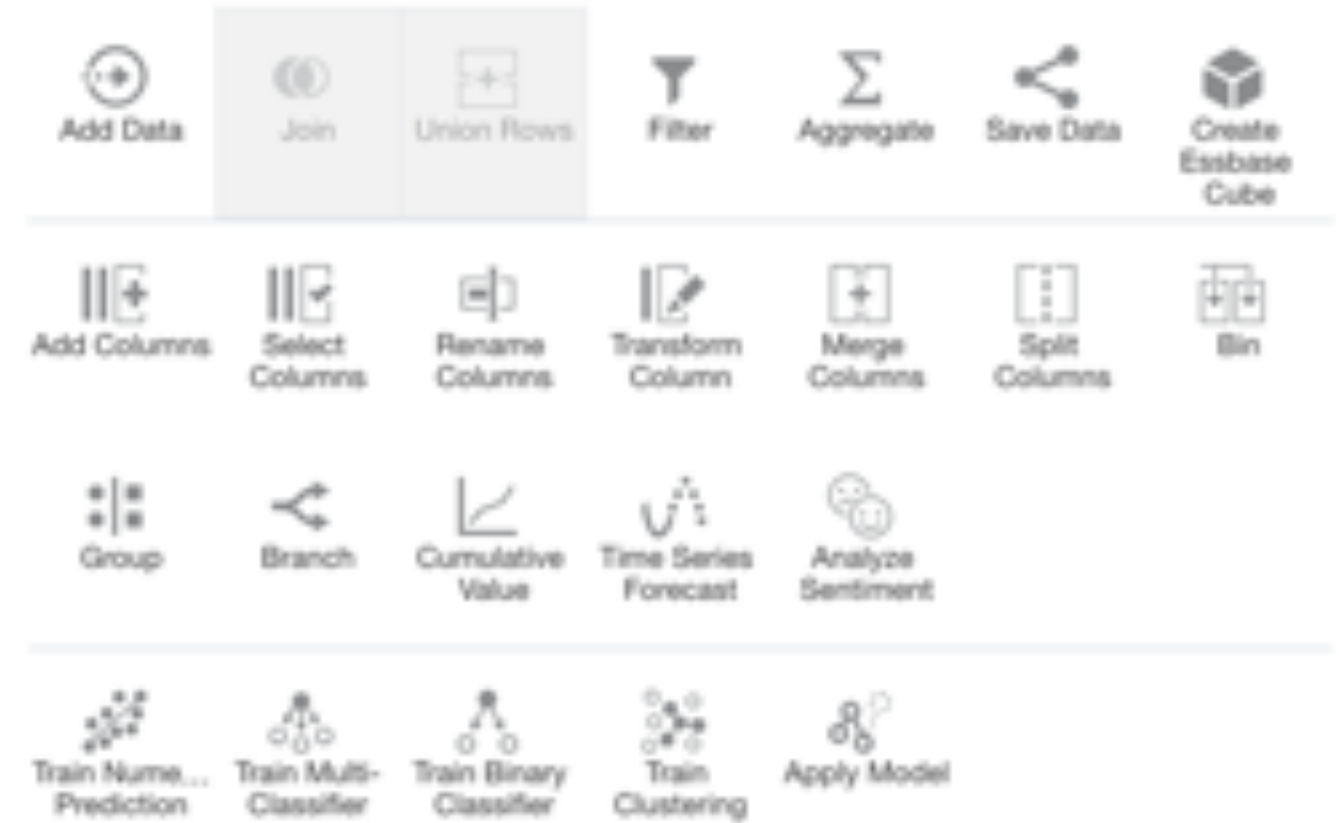 Add Data
Join
Union Rows
Filter
Aggregate
Save Data
Create
Essbase
Cube
Add Columns
Select
Columns
Rename
Columns
Transform
Column
Merge
Columns
Split
Columns
Bin
Group
Branch
Cumulative
Value
Time Series
Forecast
Analyze
Sentiment
Train Nume...
Prediction
Train Multi-
Classifier
Train Binary
Classifier
Train
Clustering
Apply Model